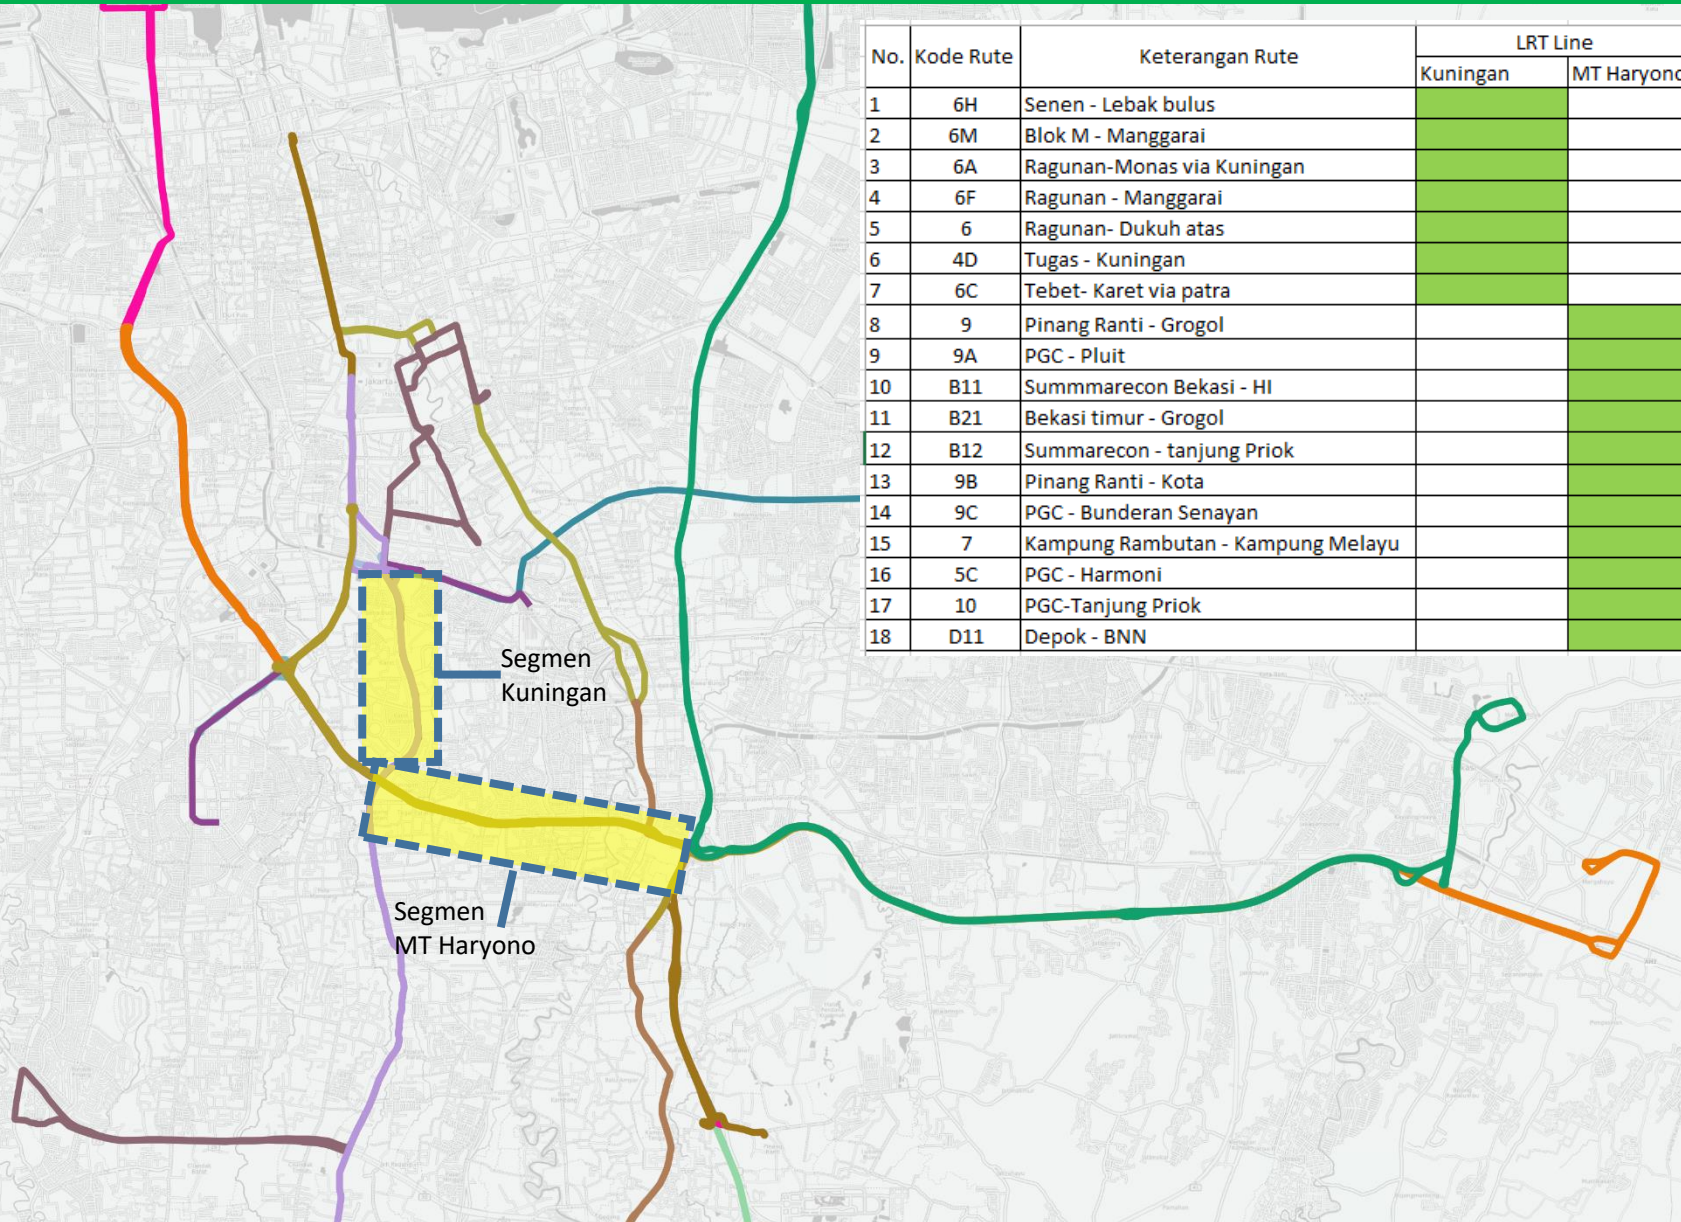 No. Kode Rute Keterangan Rute LRT Line
Kuningan MT Haryono
1 6H Senen - Lebak bulus
2 6M Blok M - Manggarai
3 6A Ragunan-Monas via Kuningan
4 6F Ragunan - Manggarai
5 6 Ragunan- Dukuh atas
6 4D Tugas - Kuningan
7 6C Tebet- Karet via patra
8 9 Pinang Ranti - Grogol
9 9A PGC - Pluit
10 B11 Summmarecon Bekasi - HI
11 B21 Bekasi timur - Grogol
12 B12 Summarecon - tanjung Priok
13 9B Pinang Ranti - Kota
14 9C PGC - Bunderan Senayan
15 7 Kampung Rambutan - Kampung Melayu
16 5C PGC - Harmoni
17 10 PGC-Tanjung Priok
18 D11 Depok - BNN
Segmen
Kuningan
Segmen
MT Haryono